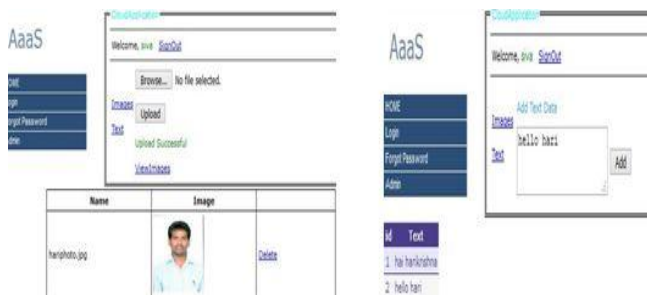 CloudApplication
AaaS
Welcome, siva SignOut
Browse... No file selected.
HOME
Login
Forgot Password
Admin
Images
Text
Upload
Upload Successful
ViewImages
Name Image
hariphoto.jpg Delete
CloudApplication
AaaS
Welcome, siva SignOut
HOME
Login
Forgot Password
Admin
Add Text Data
Images
Text
hello hari
Add
id Text
1 hai harikrishna
2 hello hari